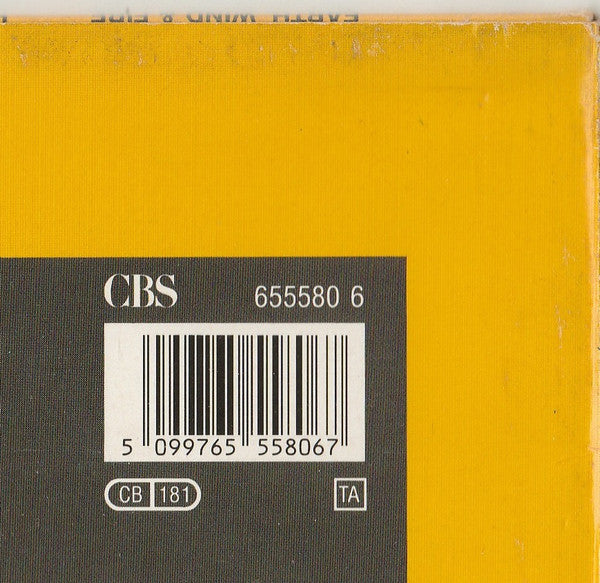 EARTH, WIND & FIRE
CBS 655580 6
5 099765 558067
CB 181 TA